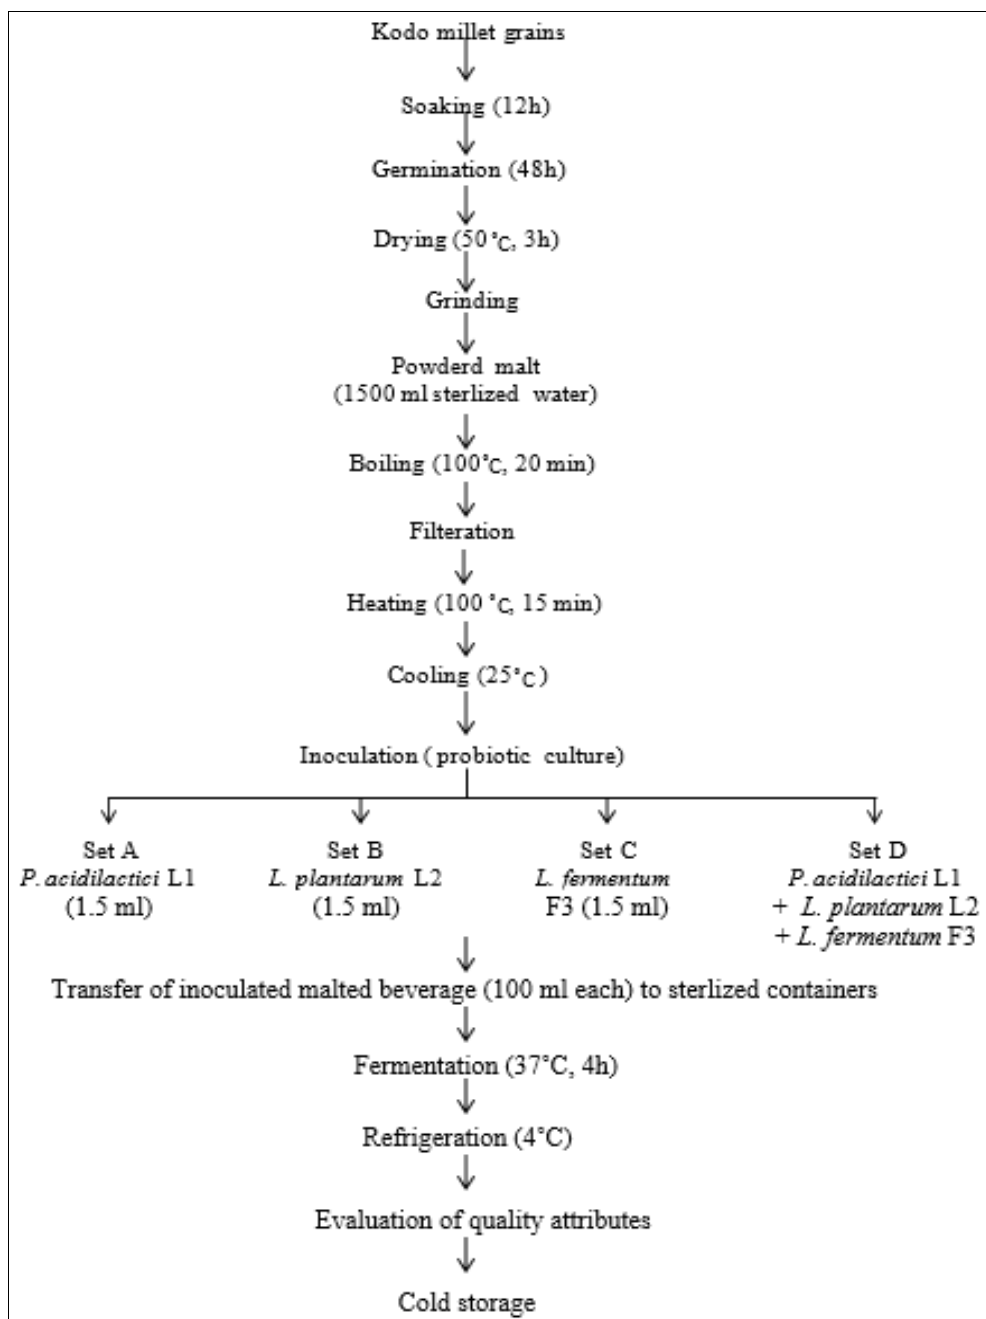 Kodo millet grains
Soaking (12h)
Germination (48h)
Drying (50°C, 3h)
Grinding
Powderd malt
(1500 ml sterlized water)
Boiling (100°C, 20 min)
Filteration
Heating (100 °C, 15 min)
Cooling (25°C)
Inoculation ( probiotic culture)
Set A
P. acidilactici L1
(1.5 ml)
Set B
L. plantarum L2
(1.5 ml)
Set C
L. fermentum
F3 (1.5 ml)
Set D
P. acidilactici L1
+ L. plantarum L2
+ L. fermentum F3
Transfer of inoculated malted beverage (100 ml each) to sterlized containers
Fermentation (37°C, 4h)
Refrigeration (4°C)
Evaluation of quality attributes
Cold storage